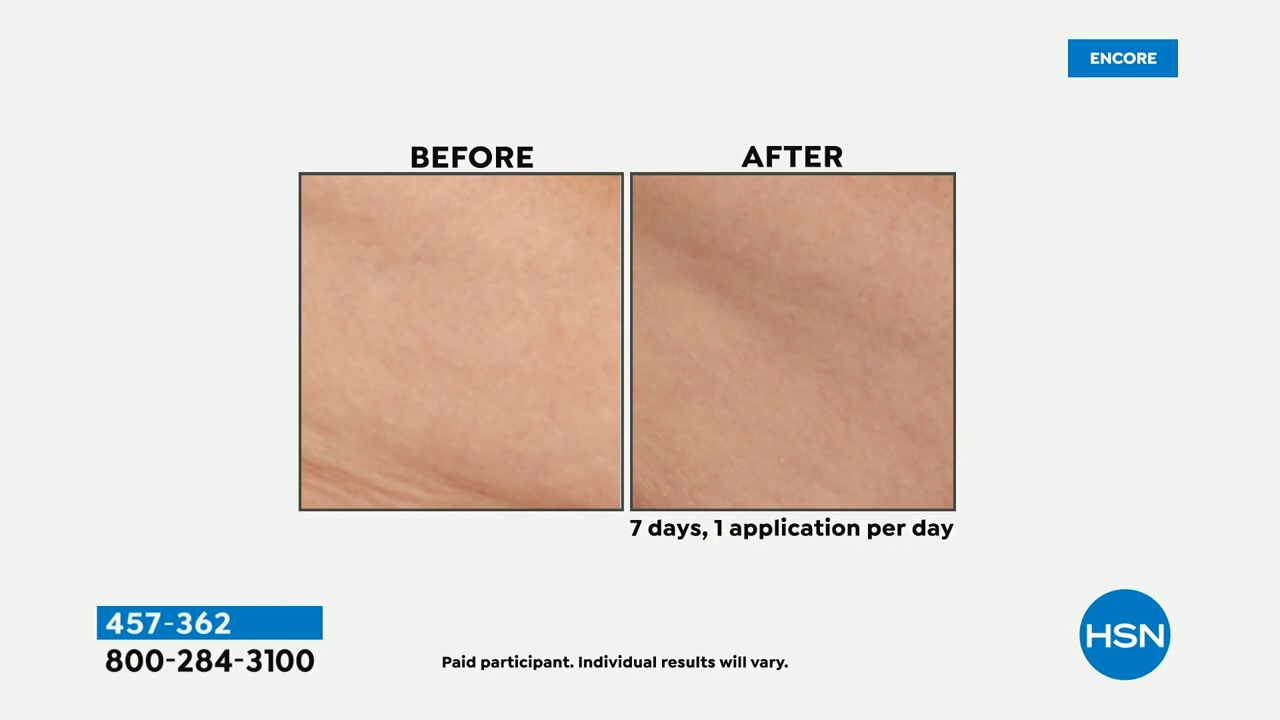 ENCORE
BEFORE
AFTER
7 days, 1 application per day
457-362
800-284-3100
Paid participant. Individual results will vary.
HSN